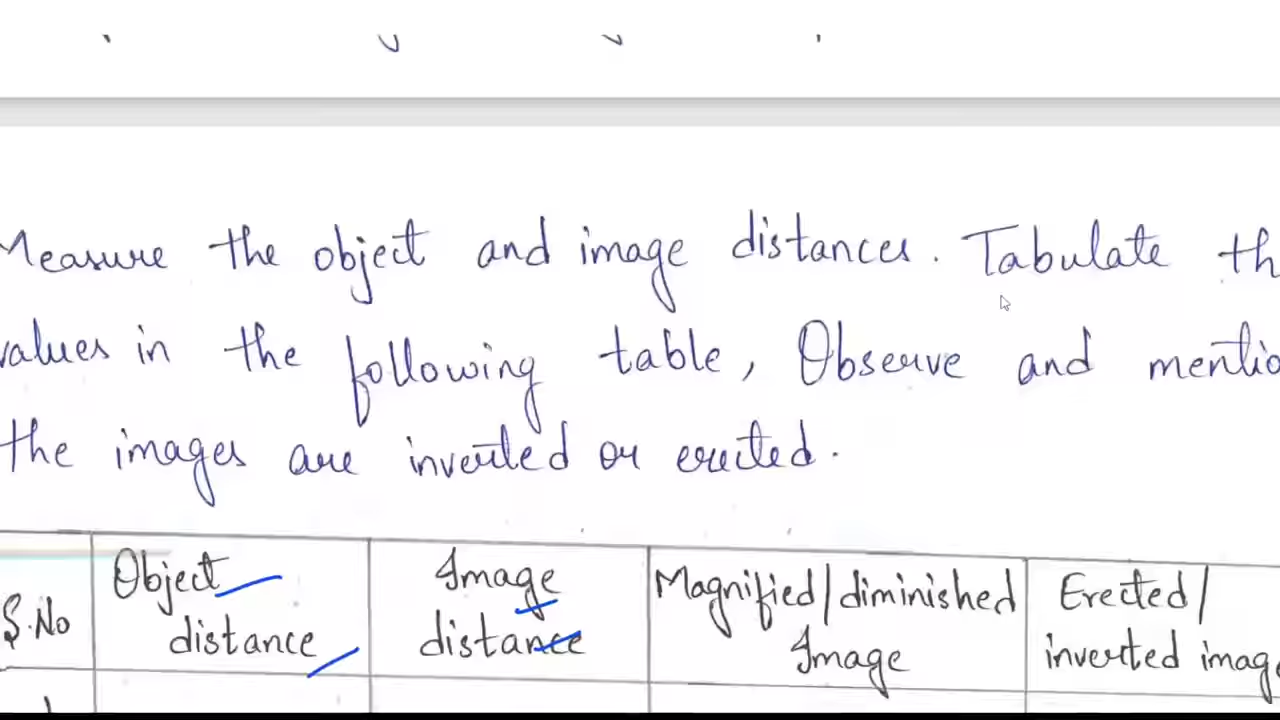 Measure the object and image distances. Tabulate th
values in the following table, Observe and mentio
the images are inverted or erected.
S.No
Object distance
Image distance
Magnified/diminished Image
Erected/ inverted image